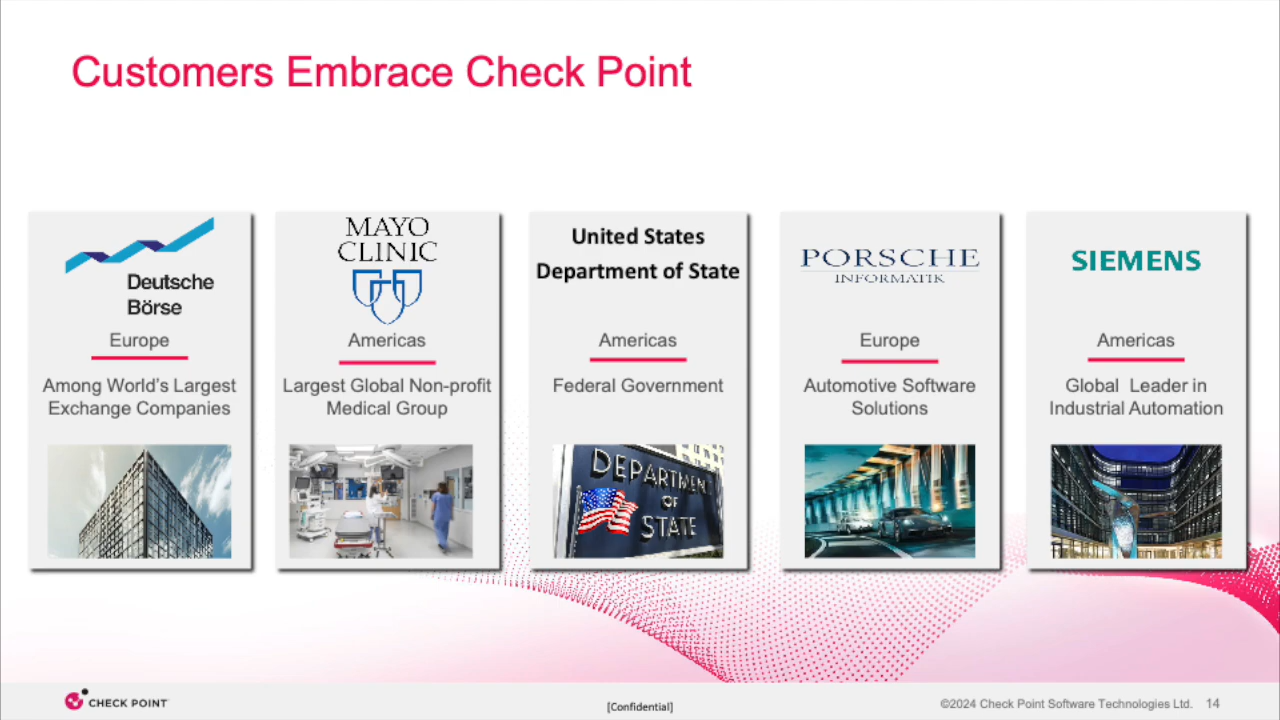 Customers Embrace Check Point
Deutsche
Börse
Europe
Among World's Largest
Exchange Companies
MAYO
CLINIC
Americas
Largest Global Non-profit
Medical Group
United States
Department of State
Americas
Federal Government
DEPARTMENT
OF
STATE
PORSCHE
INFORMATIK
Europe
Automotive Software
Solutions
SIEMENS
Americas
Global Leader in
Industrial Automation
CHECK POINT
[Confidential]
©2024 Check Point Software Technologies Ltd. 14